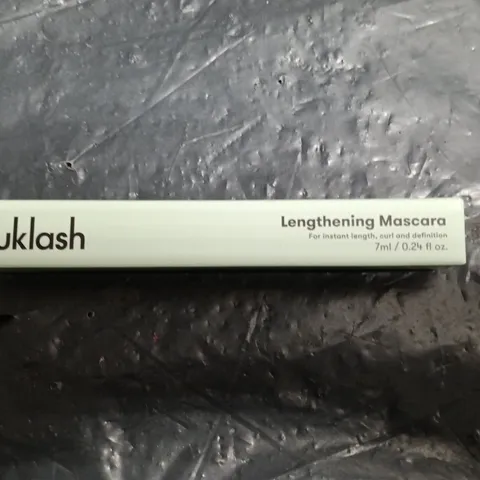 uklash
Lengthening Mascara
For instant length, curl and definition
7ml / 0.24 fl oz.